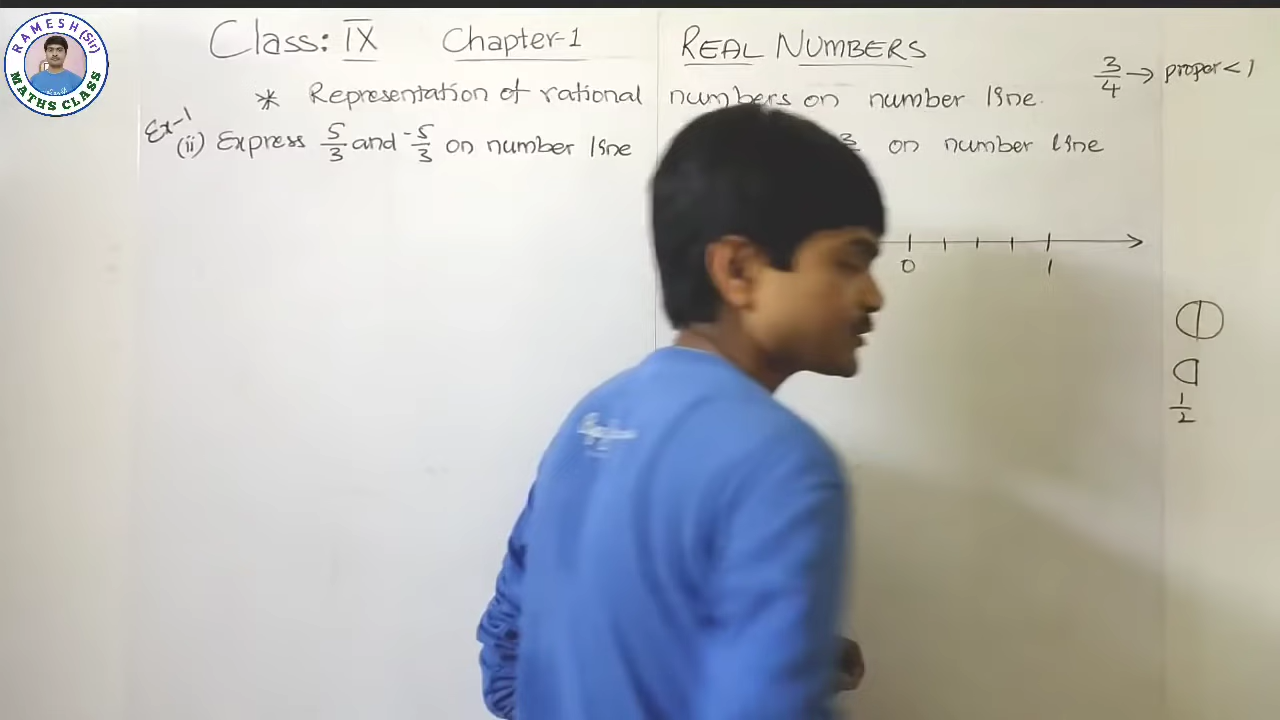 RAMESH (Sir)
MATHS CLASS
Class: IX Chapter-1 REAL NUMBERS
3/4 → proper < 1
* Representation of rational numbers on number line.
Ex-1
(ii) Express 5/3 and -5/3 on number line
on number line
0 1
1/2